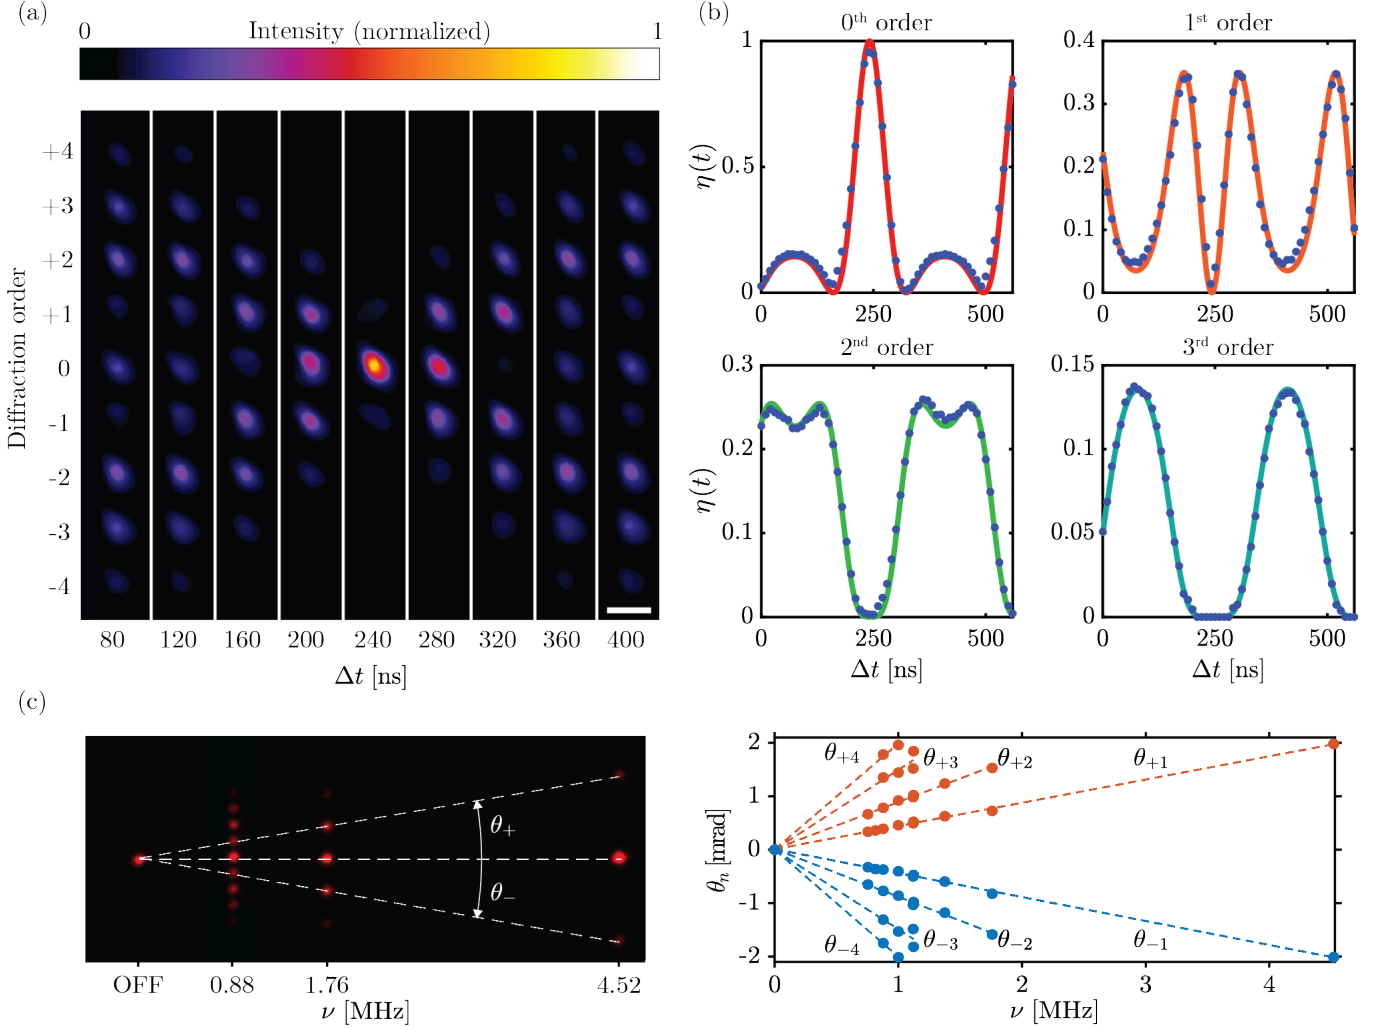 (a)
0 Intensity (normalized) 1
Diffraction order
+4
+3
+2
+1
0
-1
-2
-3
-4
80 120 160 200 240 280 320 360 400
Δt [ns]
(b)
0th order
η(t)
1
0.5
0
0 250 500
1st order
0.4
0.3
0.2
0.1
0
0 250 500
2nd order
η(t)
0.3
0.2
0.1
0
0 250 500
Δt [ns]
3rd order
0.15
0.1
0.05
0
0 250 500
Δt [ns]
(c)
θ+
θ−
OFF 0.88 1.76 4.52
ν [MHz]
θn [mrad]
2
1
0
-1
-2
θ+4 θ+3 θ+2 θ+1
θ−4 θ−3 θ−2 θ−1
0 1 2 3 4
ν [MHz]